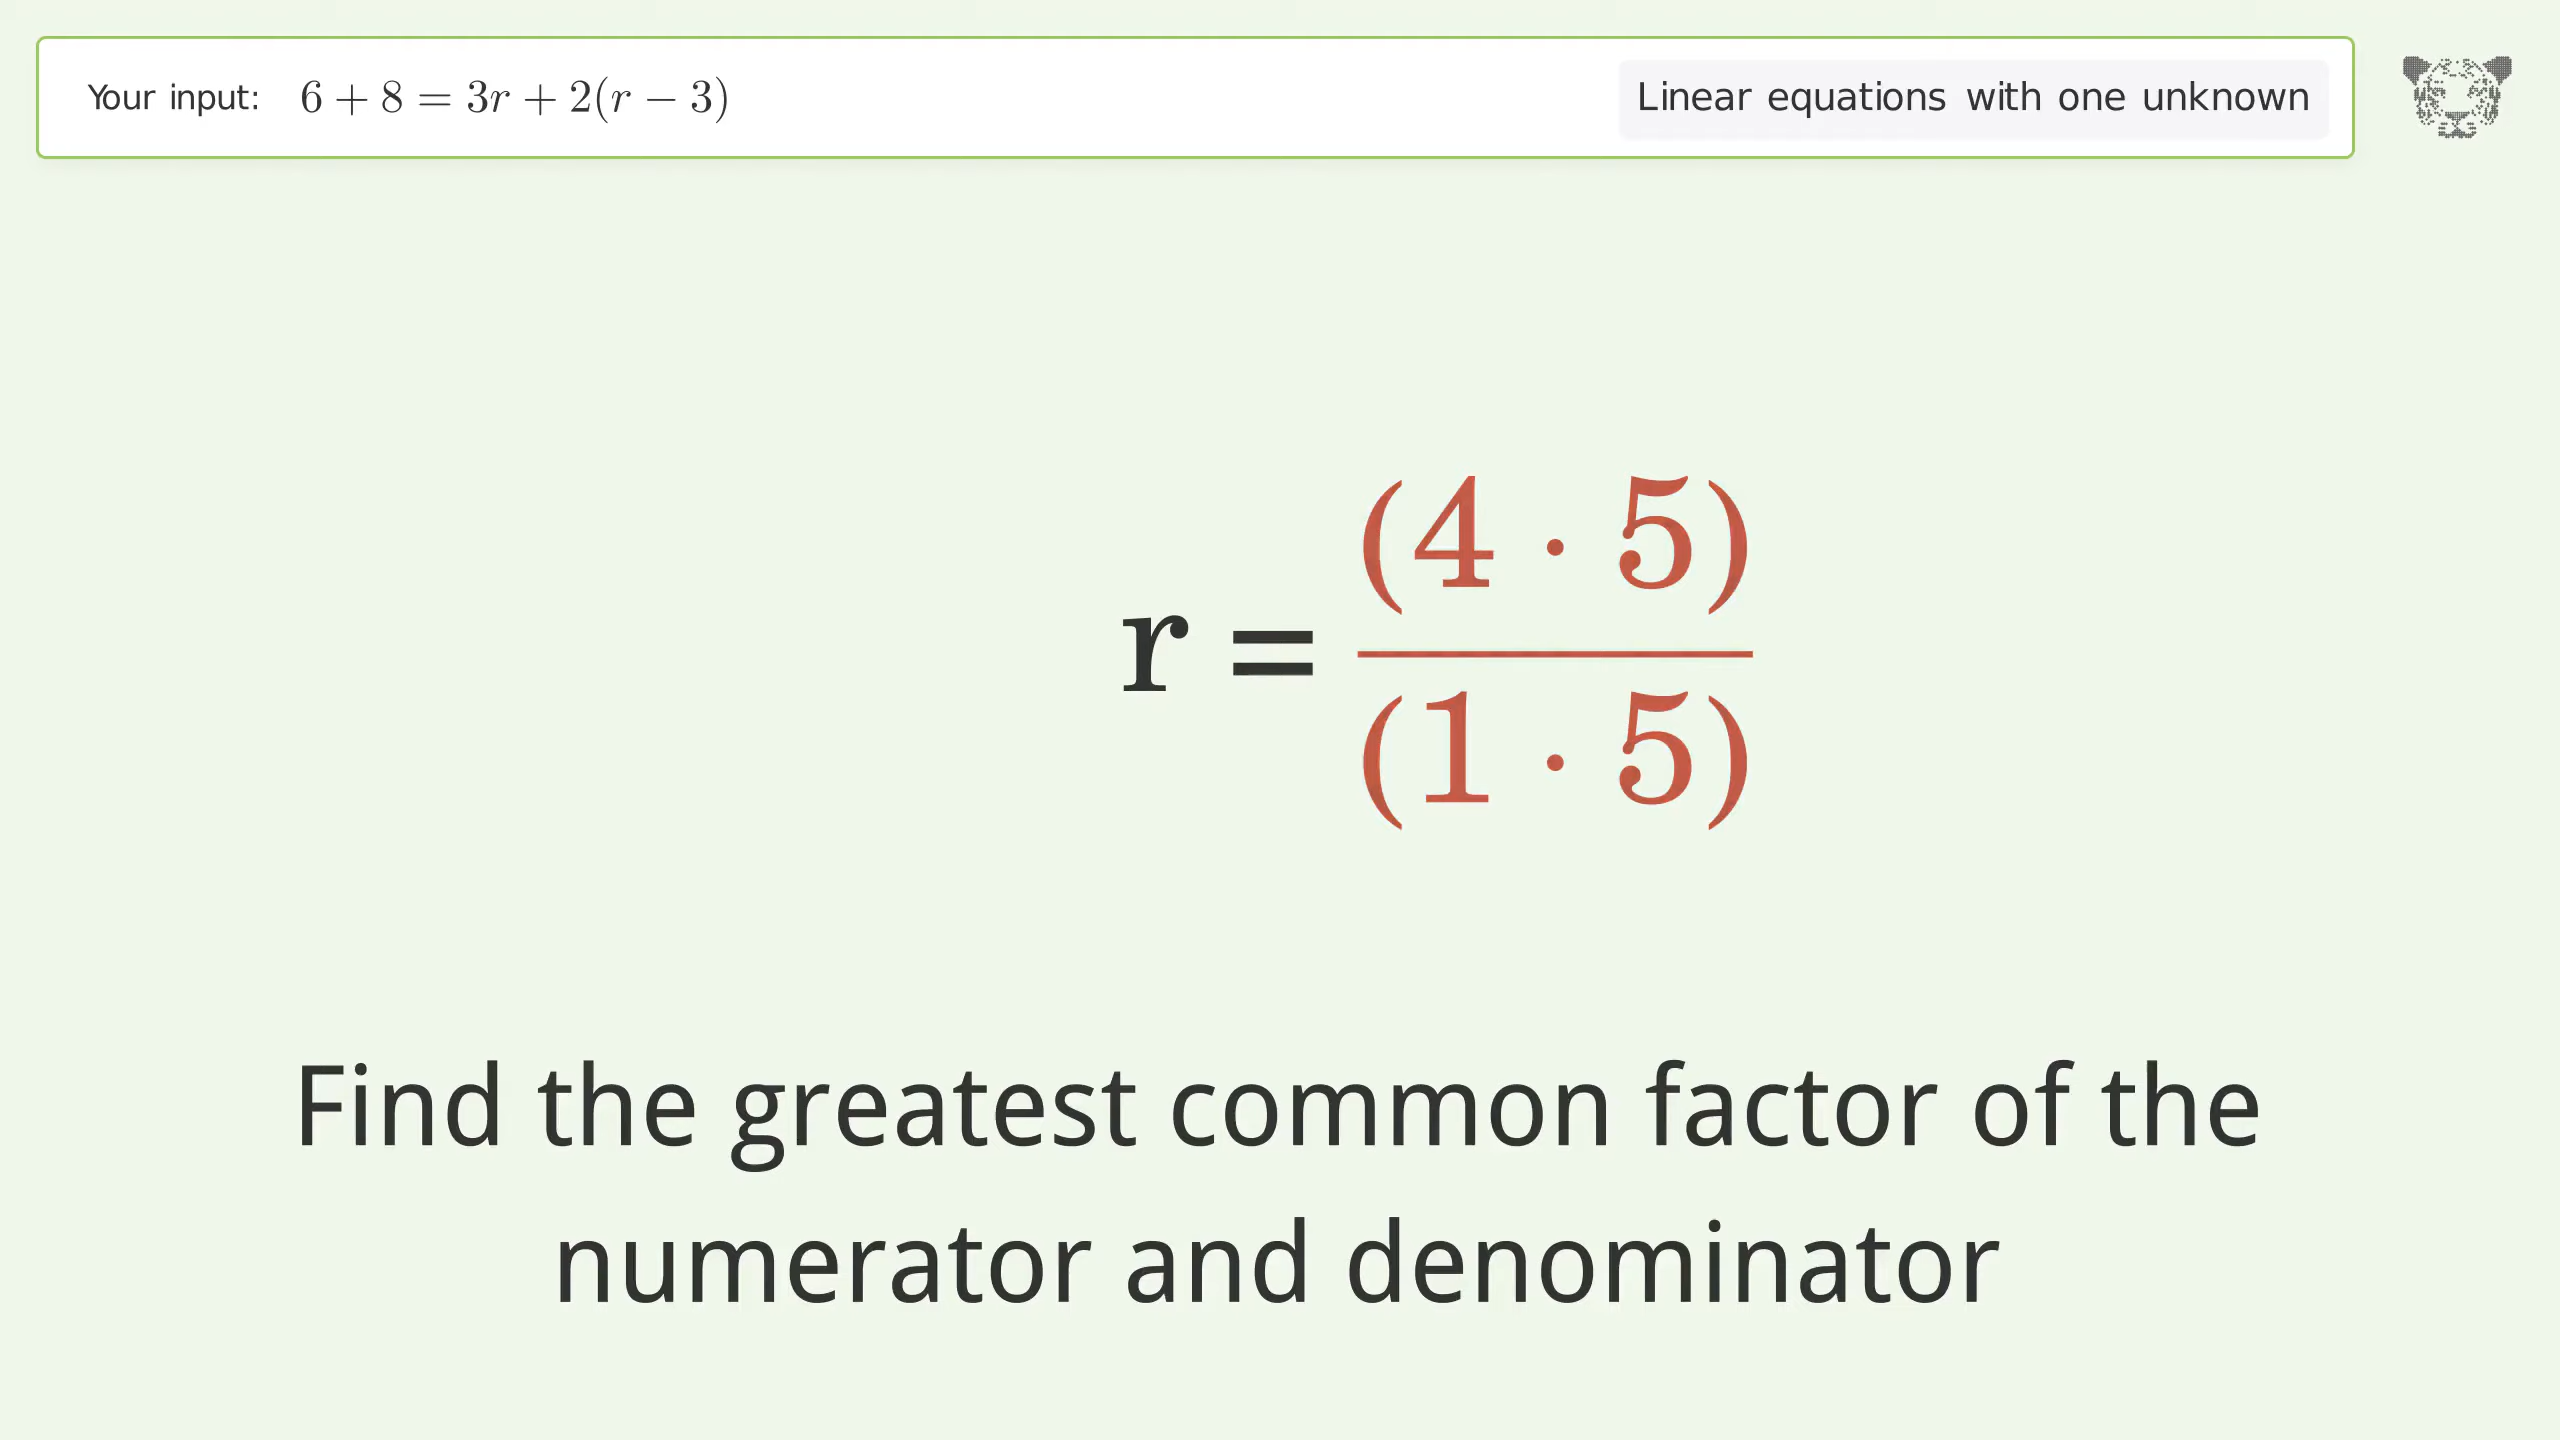 Your input: 6 + 8 = 3r + 2(r − 3)
Linear equations with one unknown
r = (4 · 5) / (1 · 5)
Find the greatest common factor of the
numerator and denominator